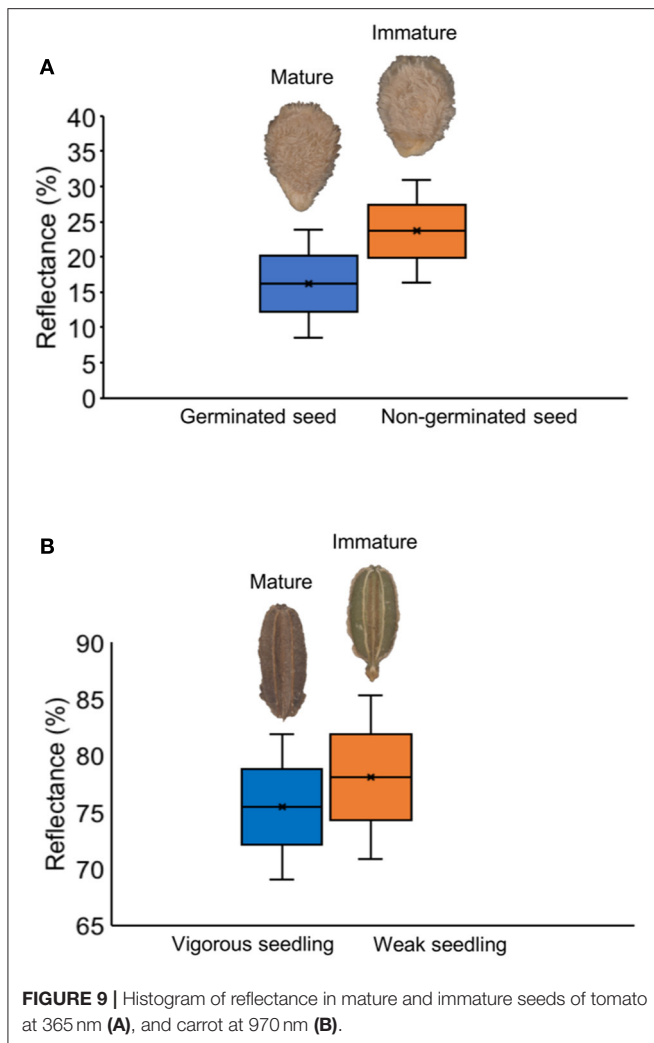 A
Immature
Mature
40
35
30
25
20
15
10
5
0
Reflectance (%)
Germinated seed Non-germinated seed
B
Immature
Mature
90
85
80
75
70
65
Reflectance (%)
Vigorous seedling Weak seedling
FIGURE 9 | Histogram of reflectance in mature and immature seeds of tomato
at 365 nm (A), and carrot at 970 nm (B).